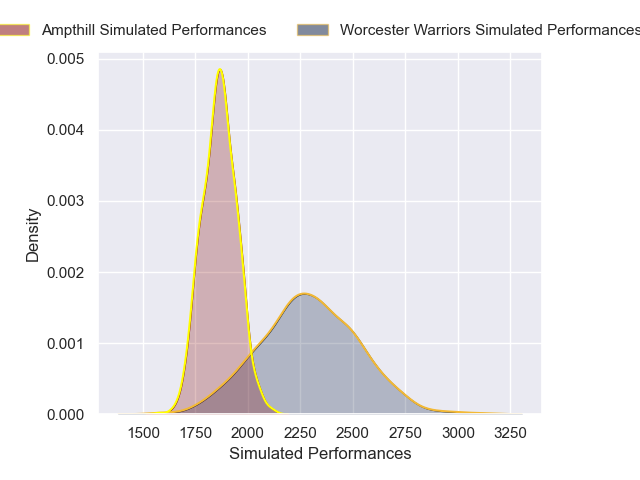 Ampthill Simulated Performances Worcester Warriors Simulated Performances
0.005
0.004
0.003
0.002
0.001
0.000
Density
1500 1750 2000 2250 2500 2750 3000 3250
Simulated Performances